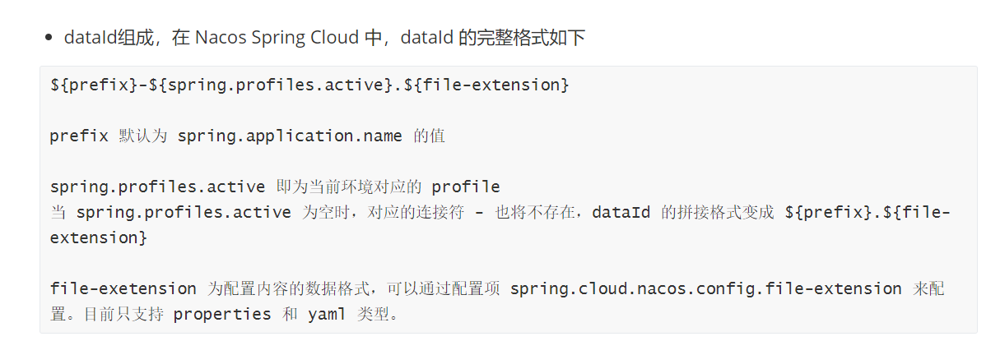 dataId组成，在 Nacos Spring Cloud 中，dataId 的完整格式如下
${prefix}-${spring.profiles.active}.${file-extension}
prefix 默认为 spring.application.name 的值
spring.profiles.active 即为当前环境对应的 profile
当 spring.profiles.active 为空时，对应的连接符 - 也将不存在，dataId 的拼接格式变成 ${prefix}.${file-
extension}
file-exetension 为配置内容的数据格式，可以通过配置项 spring.cloud.nacos.config.file-extension 来配
置。目前只支持 properties 和 yaml 类型。